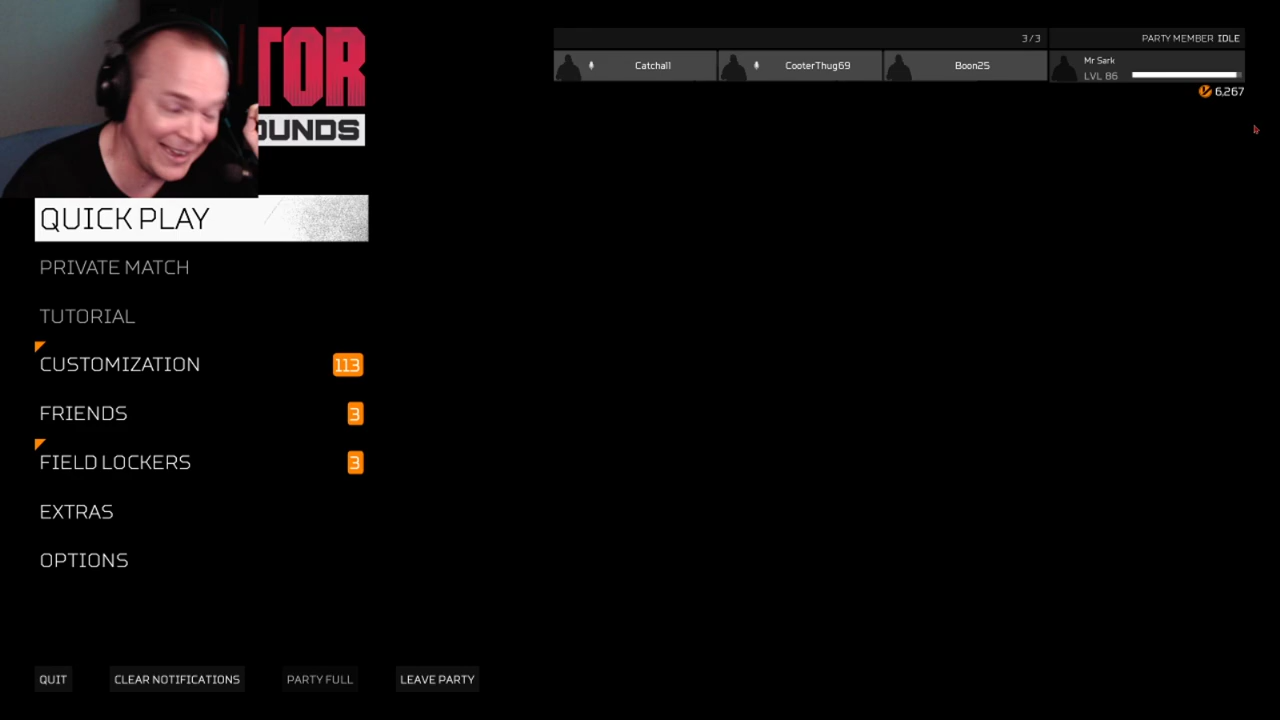 TOR
OUNDS
3/3
PARTY MEMBER IDLE
Catchall
CooterThug69
Boon25
Mr Sark
LVL 86
6,267
QUICK PLAY
PRIVATE MATCH
TUTORIAL
CUSTOMIZATION 113
FRIENDS 3
FIELD LOCKERS 3
EXTRAS
OPTIONS
QUIT
CLEAR NOTIFICATIONS
PARTY FULL
LEAVE PARTY